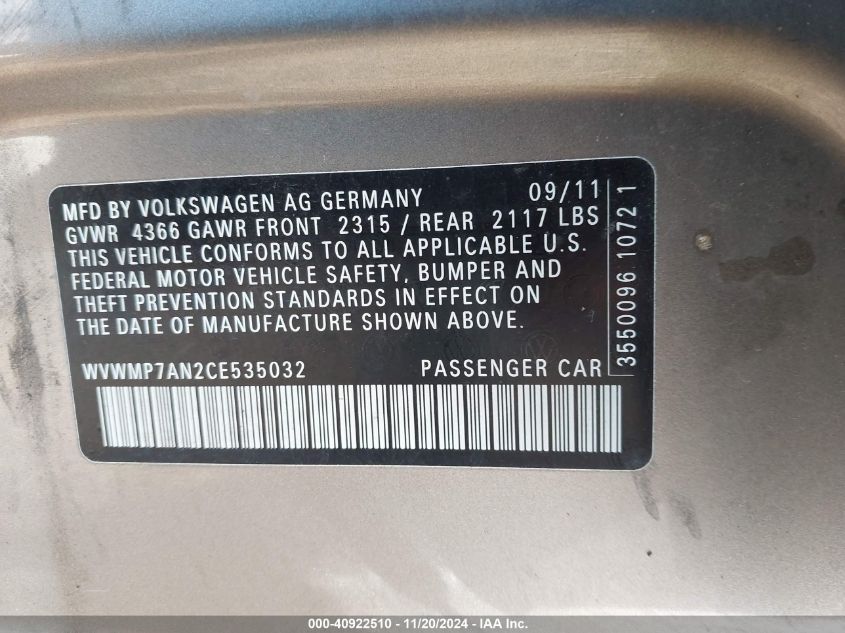 MFD BY VOLKSWAGEN AG GERMANY 09/11
GVWR 4366 GAWR FRONT 2315 / REAR 2117 LBS
THIS VEHICLE CONFORMS TO ALL APPLICABLE U.S.
FEDERAL MOTOR VEHICLE SAFETY, BUMPER AND
THEFT PREVENTION STANDARDS IN EFFECT ON
THE DATE OF MANUFACTURE SHOWN ABOVE.
WVWMP7AN2CE535032 PASSENGER CAR
3550096 1072 1
000-40922510 - 11/20/2024 - IAA Inc.